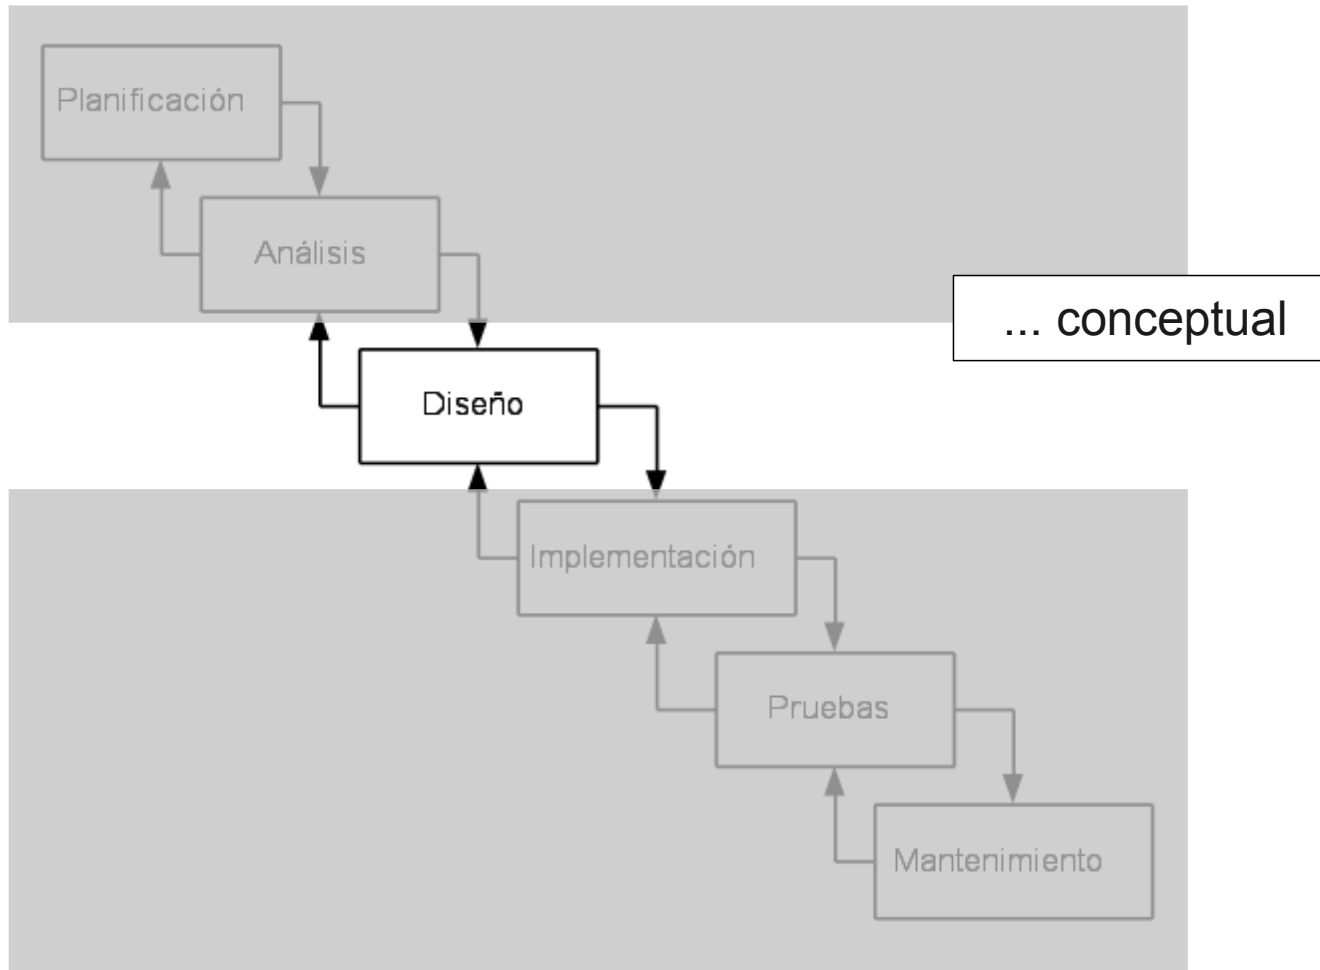 Planificación
Análisis
... conceptual
Diseño
Implementación
Pruebas
Mantenimiento